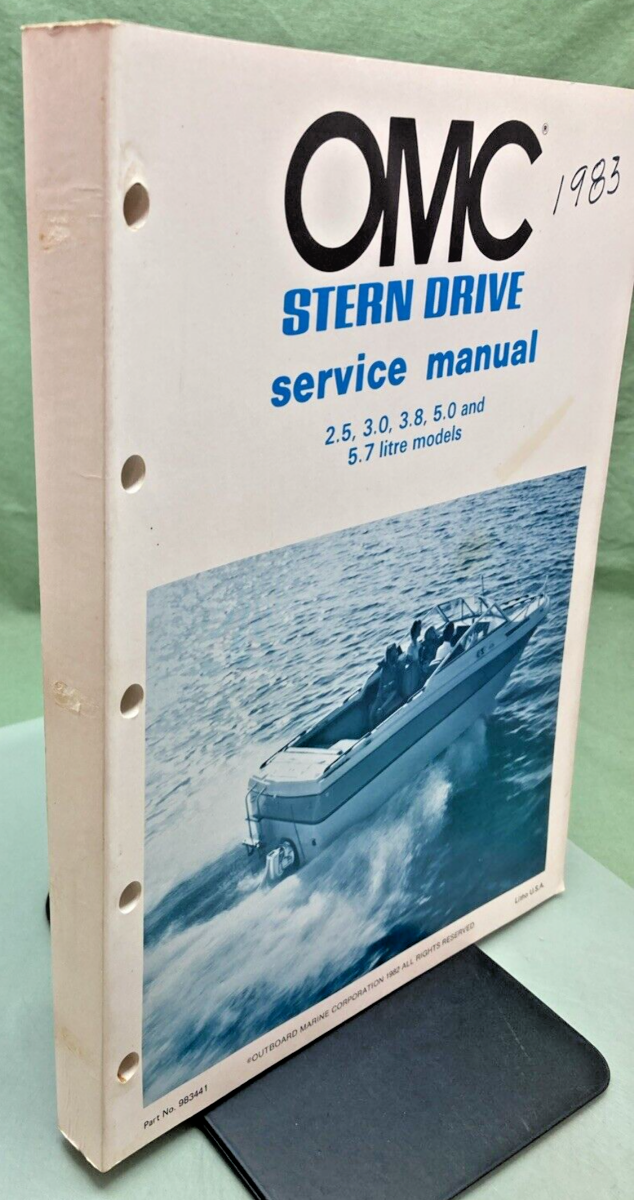 OMC®
1983
STERN DRIVE
service manual
2.5, 3.0, 3.8, 5.0 and
5.7 litre models
Litho U.S.A.
©OUTBOARD MARINE CORPORATION 1982 ALL RIGHTS RESERVED
Part No. 983441